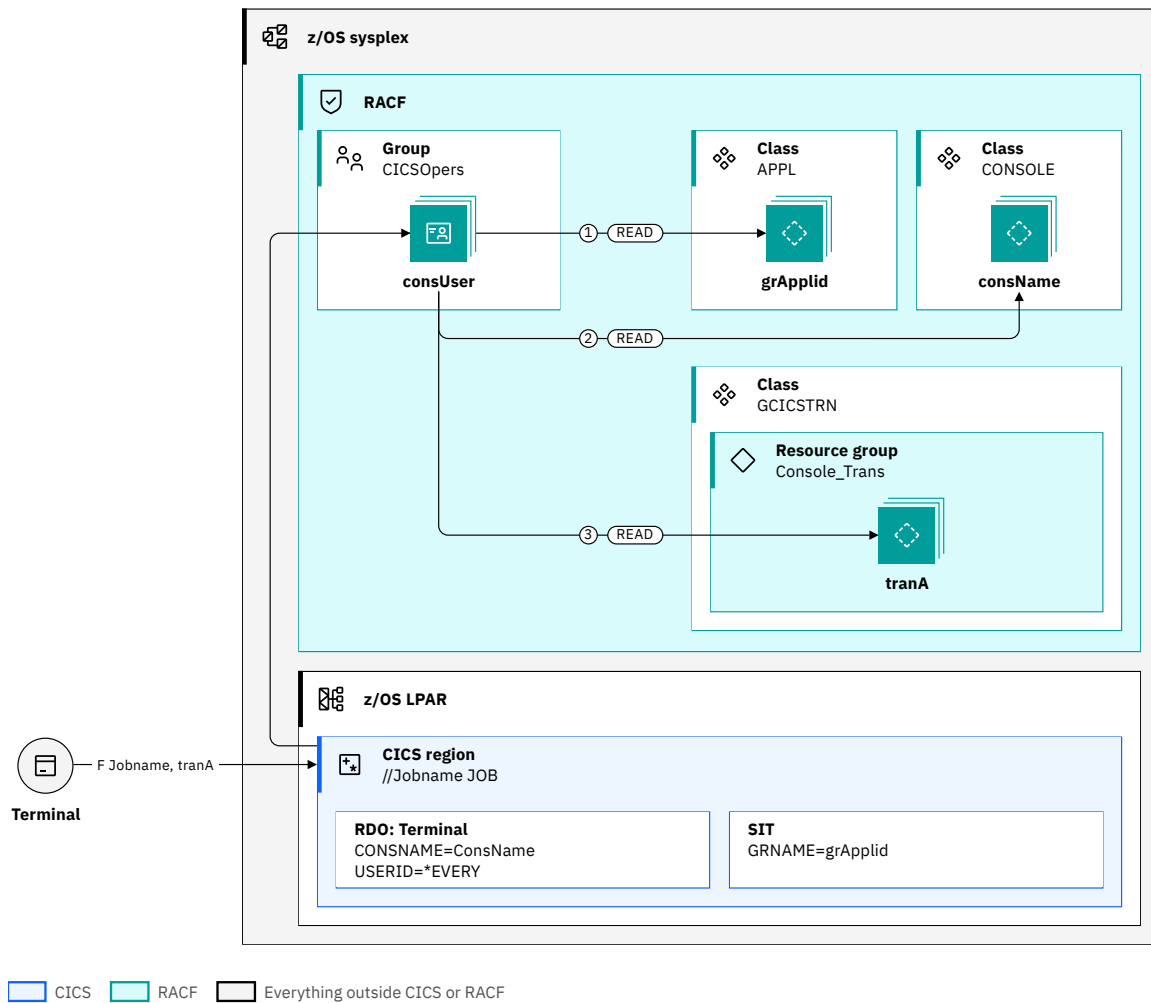 z/OS sysplex
RACF
Group
CICSOpers
Class
APPL
Class
CONSOLE
1 READ
consUser
grApplid
consName
2 READ
Class
GCICSTRN
Resource group
Console_Trans
3 READ
tranA
z/OS LPAR
CICS region
//Jobname JOB
F Jobname, tranA
Terminal
RDO: Terminal
CONSNAME=ConsName
USERID=*EVERY
SIT
GRNAME=grApplid
CICS
RACF
Everything outside CICS or RACF